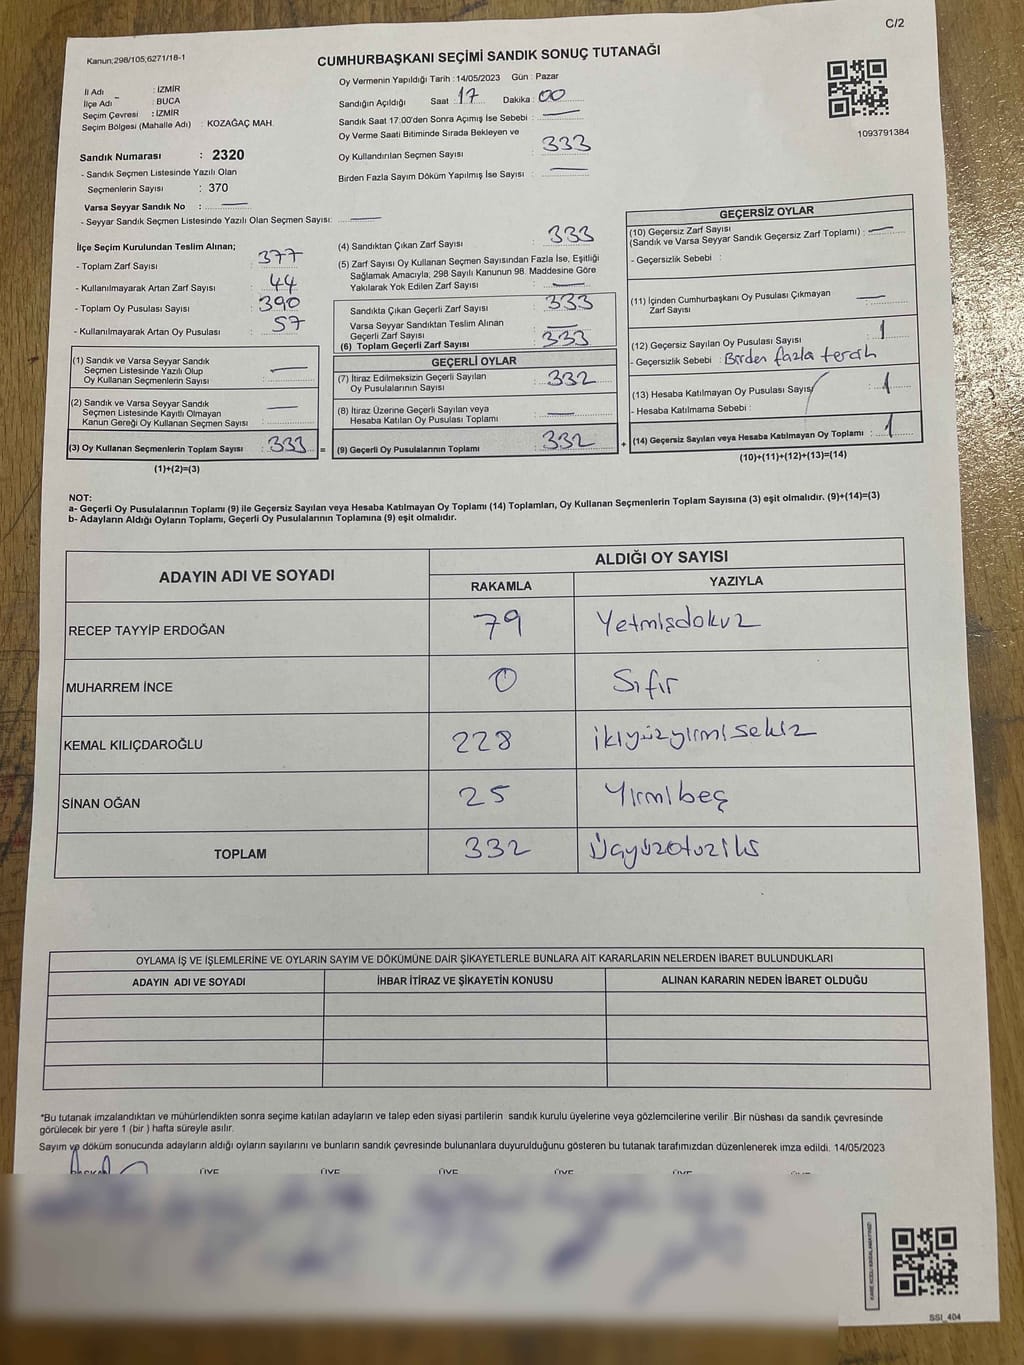 C/2
Kanun;298/105,6271/18-1
CUMHURBAŞKANI SEÇİMİ SANDIK SONUÇ TUTANAĞI
İl Adı : İZMİR
İlçe Adı : BUCA
Seçim Çevresi : İZMİR
Seçim Bölgesi (Mahalle Adı) : KOZAĞAÇ MAH.
Oy Vermenin Yapıldığı Tarih : 14/05/2023 Gün : Pazar
Sandığın Açıldığı Saat : 17 Dakika : 00
Sandık Saat 17:00'den Sonra Açımış İse Sebebi : —
Oy Verme Saati Bitiminde Sırada Bekleyen ve
Oy Kullandırılan Seçmen Sayısı : 333
Birden Fazla Sayım Döküm Yapılmış İse Sayısı : —
1093791384
Sandık Numarası : 2320
- Sandık Seçmen Listesinde Yazılı Olan
Seçmenlerin Sayısı : 370
Varsa Seyyar Sandık No : —
- Seyyar Sandık Seçmen Listesinde Yazılı Olan Seçmen Sayısı: —
İlçe Seçim Kurulundan Teslim Alınan;
- Toplam Zarf Sayısı : 377
- Kullanılmayarak Artan Zarf Sayısı : 44
- Toplam Oy Pusulası Sayısı : 390
- Kullanılmayarak Artan Oy Pusulası : 57
(1) Sandık ve Varsa Seyyar Sandık
Seçmen Listesinde Yazılı Olup
Oy Kullanan Seçmenlerin Sayısı : —
(2) Sandık ve Varsa Seyyar Sandık
Seçmen Listesinde Kayıtlı Olmayan
Kanun Gereği Oy Kullanan Seçmen Sayısı : —
(3) Oy Kullanan Seçmenlerin Toplam Sayısı : 333 =
(1)+(2)=(3)
(4) Sandıktan Çıkan Zarf Sayısı : 333
(5) Zarf Sayısı Oy Kullanan Seçmen Sayısından Fazla İse, Eşitliği
Sağlamak Amacıyla; 298 Sayılı Kanunun 98. Maddesine Göre
Yakılarak Yok Edilen Zarf Sayısı : —
Sandıkta Çıkan Geçerli Zarf Sayısı : 333
Varsa Seyyar Sandıktan Teslim Alınan
Geçerli Zarf Sayısı : —
(6) Toplam Geçerli Zarf Sayısı : 333
GEÇERLİ OYLAR
(7) İtiraz Edilmeksizin Geçerli Sayılan
Oy Pusulalarının Sayısı : 332
(8) İtiraz Üzerine Geçerli Sayılan veya
Hesaba Katılan Oy Pusulası Toplamı : —
(9) Geçerli Oy Pusulalarının Toplamı : 332 +
GEÇERSİZ OYLAR
(10) Geçersiz Zarf Sayısı
(Sandık ve Varsa Seyyar Sandık Geçersiz Zarf Toplamı) : —
- Geçersizlik Sebebi :
(11) İçinden Cumhurbaşkanı Oy Pusulası Çıkmayan
Zarf Sayısı : —
(12) Geçersiz Sayılan Oy Pusulası Sayısı : 1
- Geçersizlik Sebebi : Birden fazla tercih
(13) Hesaba Katılmayan Oy Pusulası Sayısı : 1
- Hesaba Katılmama Sebebi :
(14) Geçersiz Sayılan veya Hesaba Katılmayan Oy Toplamı : 1
(10)+(11)+(12)+(13)=(14)
NOT:
a- Geçerli Oy Pusulalarının Toplamı (9) ile Geçersiz Sayılan veya Hesaba Katılmayan Oy Toplamı (14) Toplamları, Oy Kullanan Seçmenlerin Toplam Sayısına (3) eşit olmalıdır. (9)+(14)=(3)
b- Adayların Aldığı Oyların Toplamı, Geçerli Oy Pusulalarının Toplamına (9) eşit olmalıdır.
ADAYIN ADI VE SOYADI
ALDIĞI OY SAYISI
RAKAMLA YAZIYLA
RECEP TAYYİP ERDOĞAN 79 Yetmişdokuz
MUHARREM İNCE 0 Sıfır
KEMAL KILIÇDAROĞLU 228 ikiyüzyirmisekiz
SİNAN OĞAN 25 Yirmibeş
TOPLAM 332 Üçyüzotuziki
OYLAMA İŞ VE İŞLEMLERİNE VE OYLARIN SAYIM VE DÖKÜMÜNE DAİR ŞİKAYETLERLE BUNLARA AİT KARARLARIN NELERDEN İBARET BULUNDUKLARI
ADAYIN ADI VE SOYADI İHBAR İTİRAZ VE ŞİKAYETİN KONUSU ALINAN KARARIN NEDEN İBARET OLDUĞU
*Bu tutanak imzalandıktan ve mühürlendikten sonra seçime katılan adayların ve talep eden siyasi partilerin sandık kurulu üyelerine veya gözlemcilerine verilir .Bir nüshası da sandık çevresinde
görülecek bir yere 1 (bir ) hafta süreyle asılır.
Sayım ve döküm sonucunda adayların aldığı oyların sayılarını ve bunların sandık çevresinde bulunanlara duyurulduğunu gösteren bu tutanak tarafımızdan düzenlenerek imza edildi. 14/05/2023
ÜYE ÜYE ÜYE ÜYE ÜYE ÜYE
SSİ_404